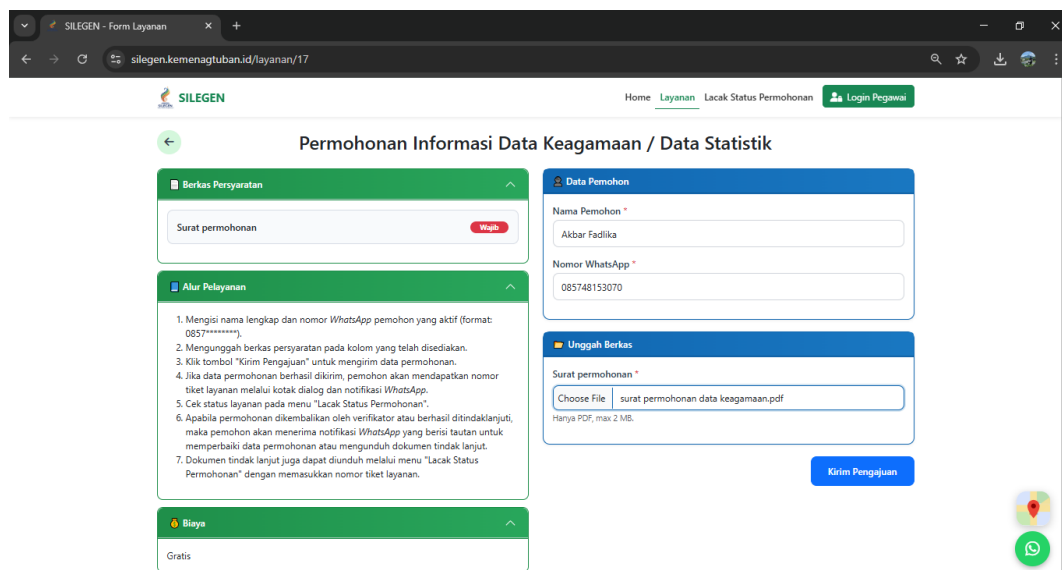 SILEGEN - Form Layanan
silegen.kemenagtuban.id/layanan/17
SILEGEN
Home Layanan Lacak Status Permohonan Login Pegawai
Permohonan Informasi Data Keagamaan / Data Statistik
Berkas Persyaratan
Surat permohonan Wajib
Alur Pelayanan
1. Mengisi nama lengkap dan nomor WhatsApp pemohon yang aktif (format:
0857********).
2. Mengunggah berkas persyaratan pada kolom yang telah disediakan.
3. Klik tombol "Kirim Pengajuan" untuk mengirim data permohonan.
4. Jika data permohonan berhasil dikirim, pemohon akan mendapatkan nomor
tiket layanan melalui kotak dialog dan notifikasi WhatsApp.
5. Cek status layanan pada menu "Lacak Status Permohonan".
6. Apabila permohonan dikembalikan oleh verifikator atau berhasil ditindaklanjuti,
maka pemohon akan menerima notifikasi WhatsApp yang berisi tautan untuk
memperbaiki data permohonan atau mengunduh dokumen tindak lanjut.
7. Dokumen tindak lanjut juga dapat diunduh melalui menu "Lacak Status
Permohonan" dengan memasukkan nomor tiket layanan.
Biaya
Gratis
Data Pemohon
Nama Pemohon *
Akbar Fadlika
Nomor WhatsApp *
085748153070
Unggah Berkas
Surat permohonan *
Choose File surat permohonan data keagamaan.pdf
Hanya PDF, max 2 MB.
Kirim Pengajuan